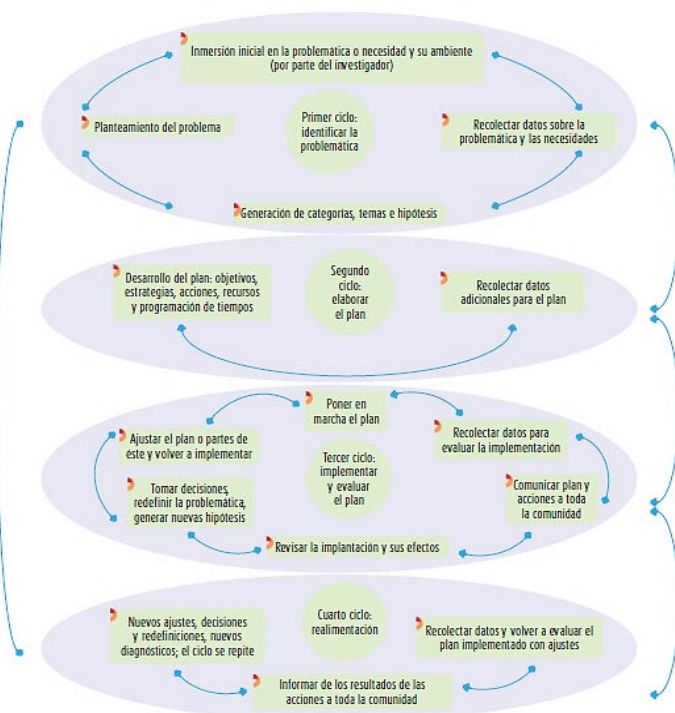 Inmersión inicial en la problemática o necesidad y su ambiente
(por parte del investigador)
Planteamiento del problema
Primer ciclo:
identificar la
problemática
Recolectar datos sobre la
problemática y las necesidades
Generación de categorías, temas e hipótesis
Desarrollo del plan: objetivos,
estrategias, acciones, recursos
y programación de tiempos
Segundo
ciclo:
elaborar
el plan
Recolectar datos
adicionales para el plan
Poner en
marcha el plan
Ajustar el plan o partes de
éste y volver a implementar
Recolectar datos para
evaluar la implementación
Tercer ciclo:
implementar
y evaluar
el plan
Tomar decisiones,
redefinir la problemática,
generar nuevas hipótesis
Comunicar plan y
acciones a toda
la comunidad
Revisar la implantación y sus efectos
Cuarto ciclo:
realimentación
Nuevos ajustes, decisiones
y redefiniciones, nuevos
diagnósticos; el ciclo se repite
Recolectar datos y volver a evaluar el
plan implementado con ajustes
Informar de los resultados de las
acciones a toda la comunidad